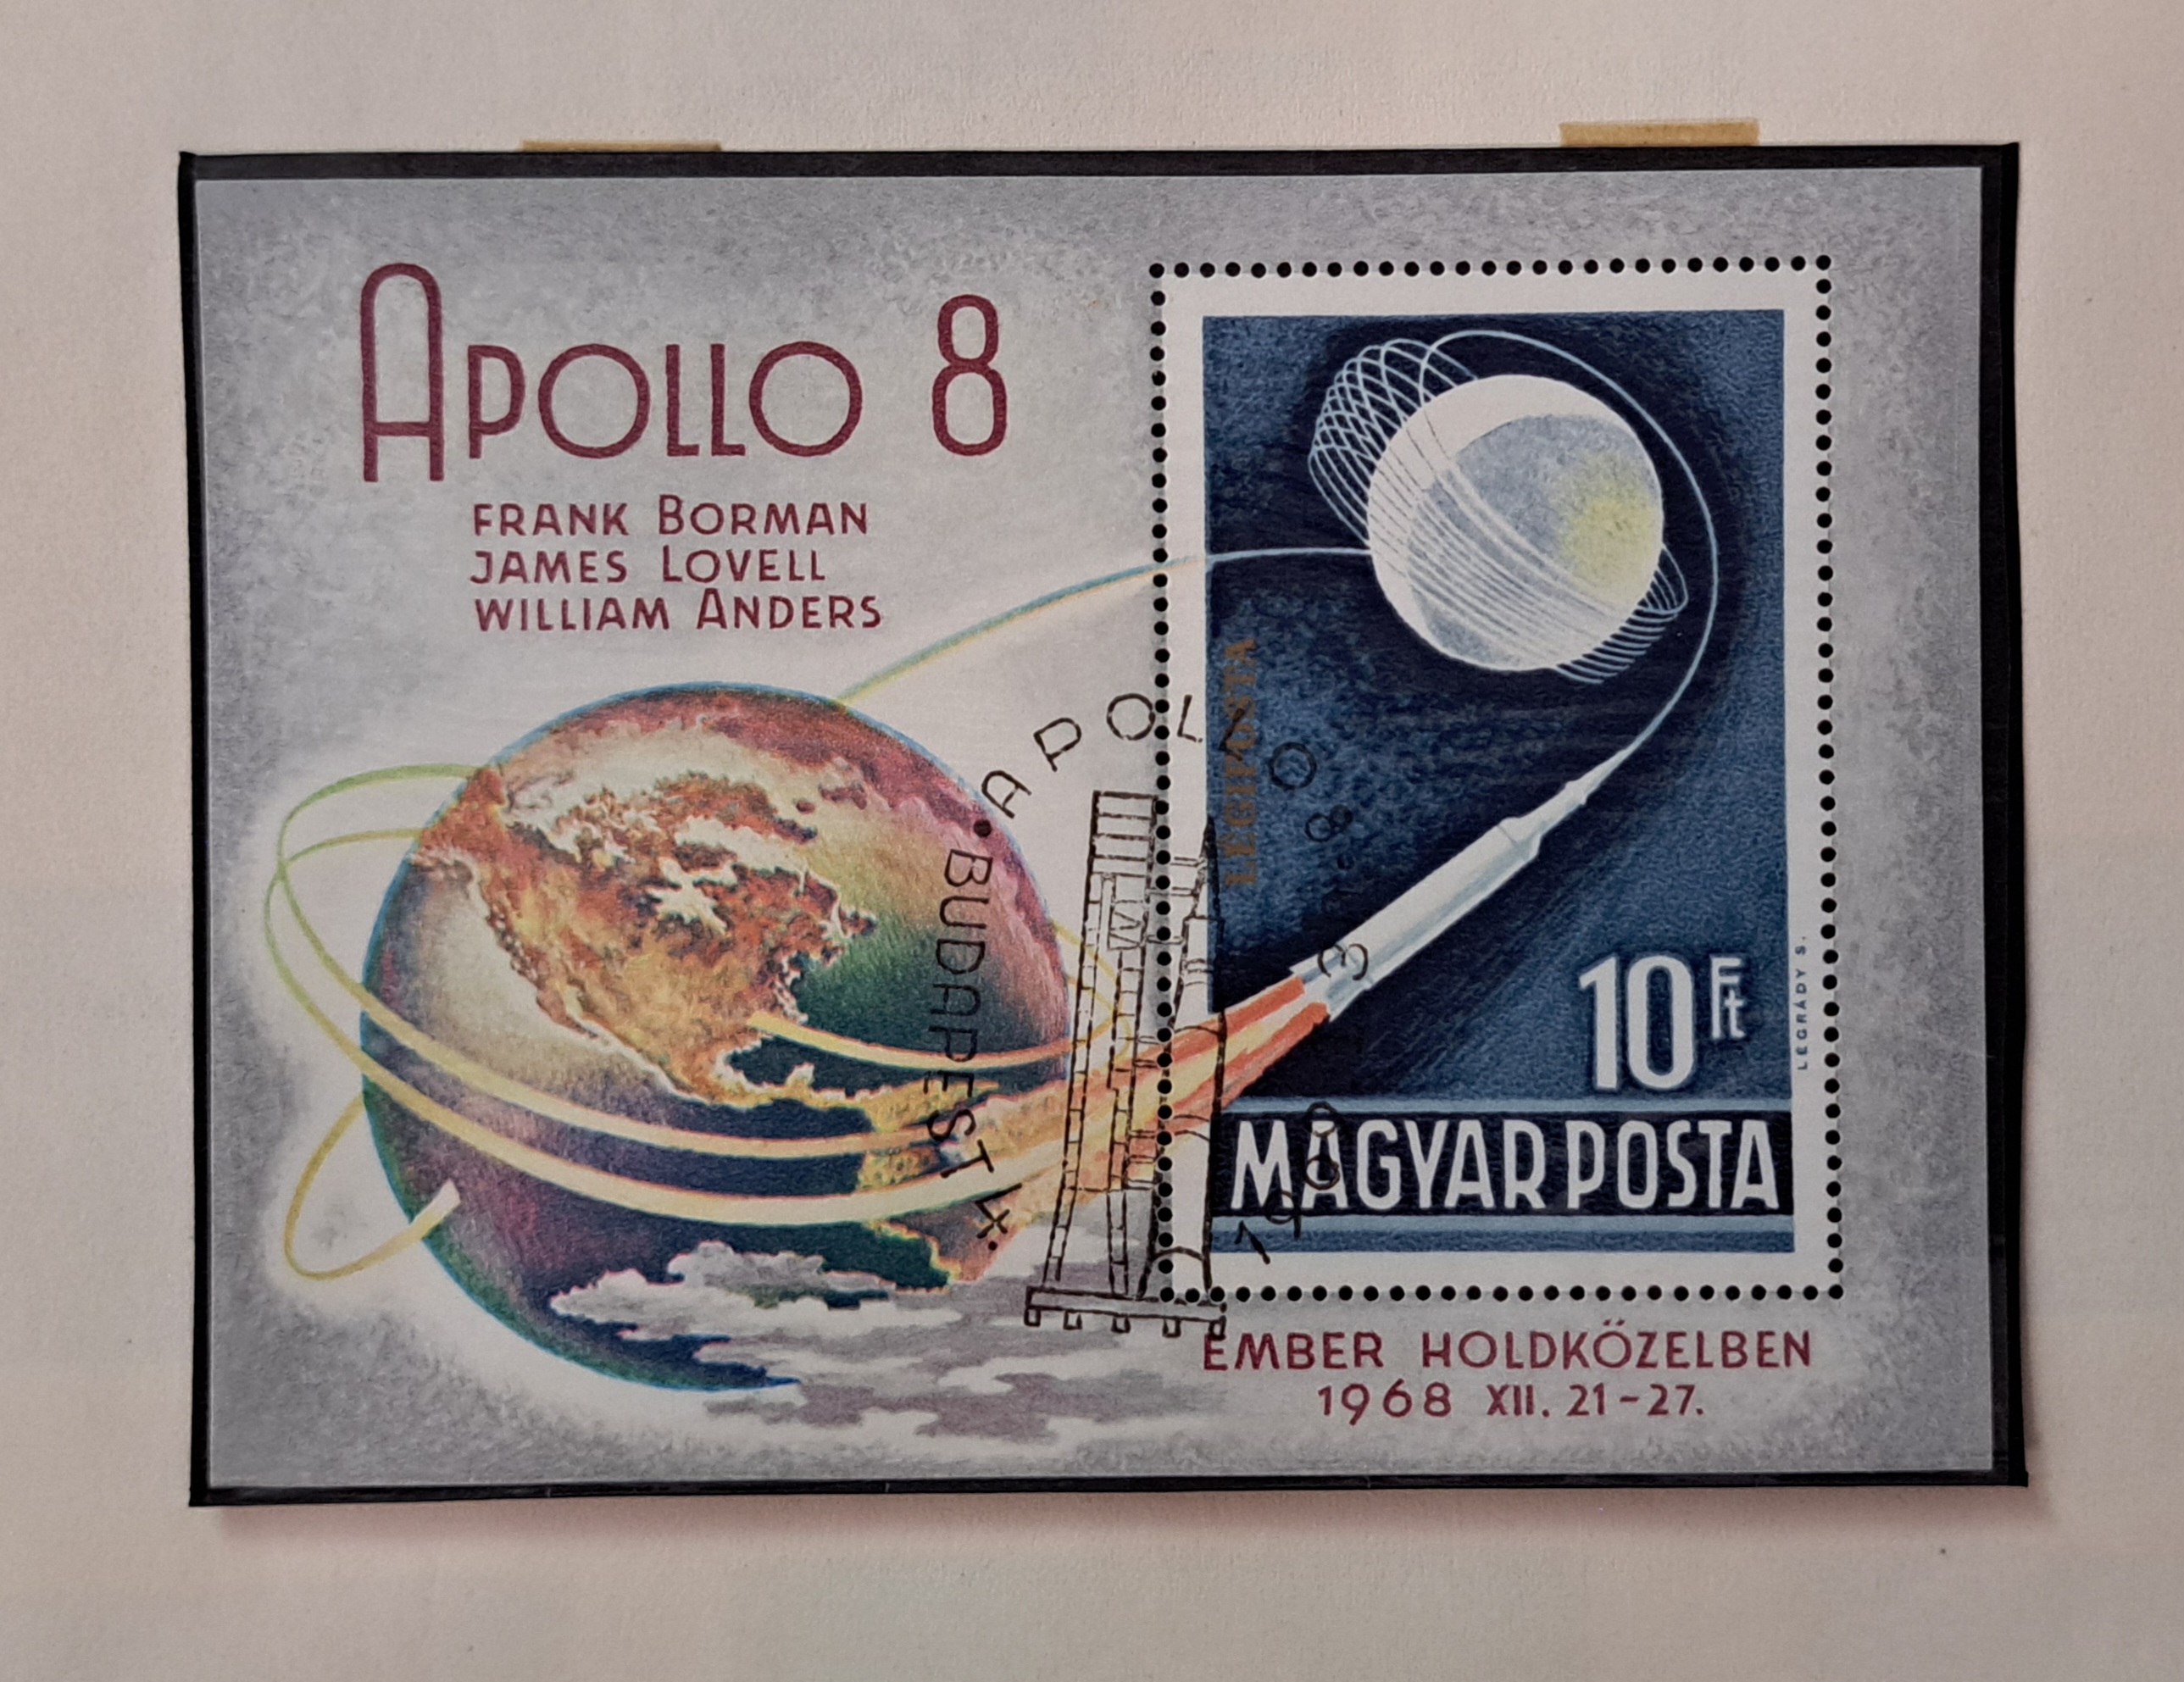 APOLLO 8
FRANK BORMAN
JAMES LOVELL
WILLIAM ANDERS
LÉGIPOSTA
10 Ft
MAGYAR POSTA
LÉGRÁDY S.
EMBER HOLDKÖZELBEN
1968 XII. 21-27.
APOLLO 8
BUDAPEST 4.